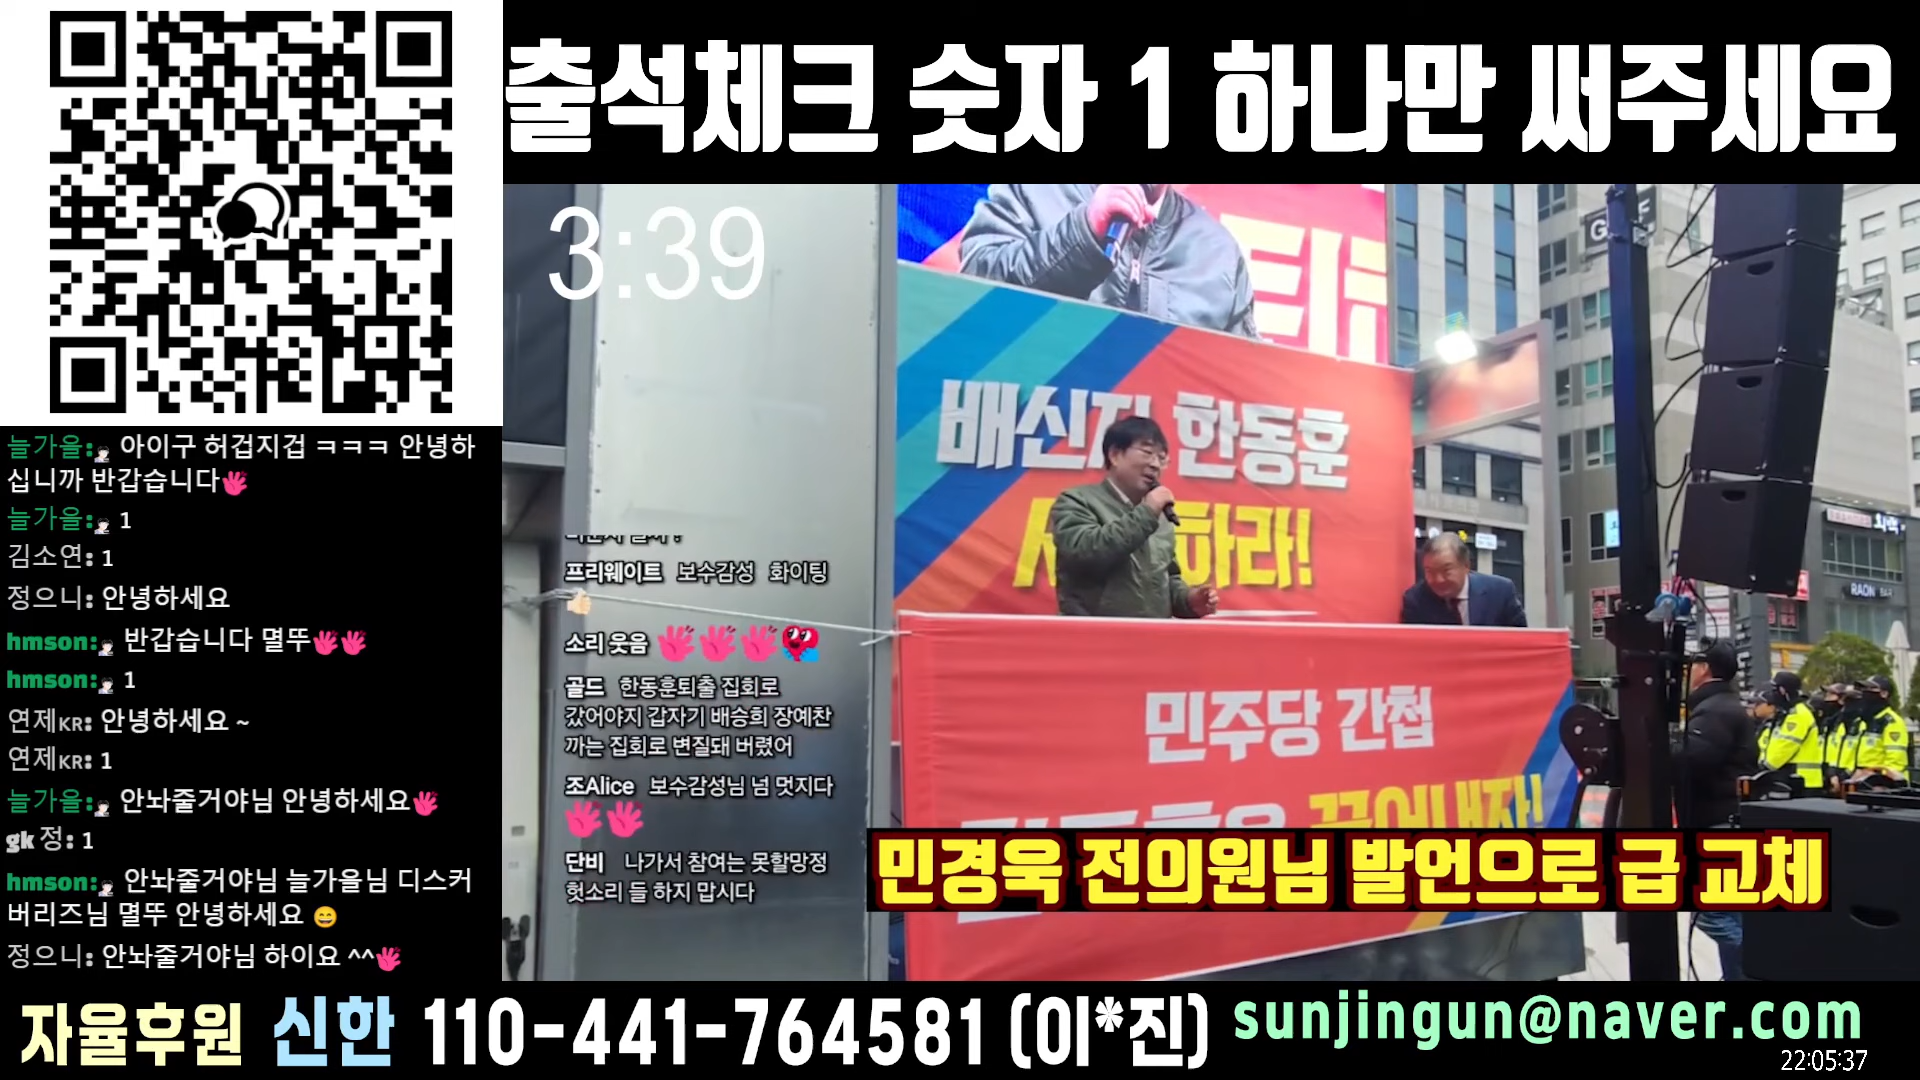 출석체크 숫자 1 하나만 써주세요
3:39
배신자 한동훈
하라!
민주당 간첩
끌어내자!
민경욱 전의원님 발언으로 급 교체
프리웨이트 보수감성 화이팅
👍🏻
소리 웃음
골드 한동훈퇴출 집회로
갔어야지 갑자기 배승희 장예찬
까는 집회로 변질돼 버렸어
조Alice 보수감성님 넘 멋지다
단비 나가서 참여는 못할망정
헛소리 들 하지 맙시다
늘가을: 아이구 허겁지겁 ㅋㅋㅋ 안녕하
십니까 반갑습니다
늘가을: 1
김소연: 1
정으니: 안녕하세요
hmson: 반갑습니다 멸뚜
hmson: 1
연제KR: 안녕하세요 ~
연제KR: 1
늘가을: 안놔줄거야님 안녕하세요
gk 정: 1
hmson: 안놔줄거야님 늘가을님 디스커
버리즈님 멸뚜 안녕하세요 😄
정으니: 안놔줄거야님 하이요 ^^
RAON
자율후원 신한 110-441-764581 (이*진) sunjingun@naver.com
22:05:37